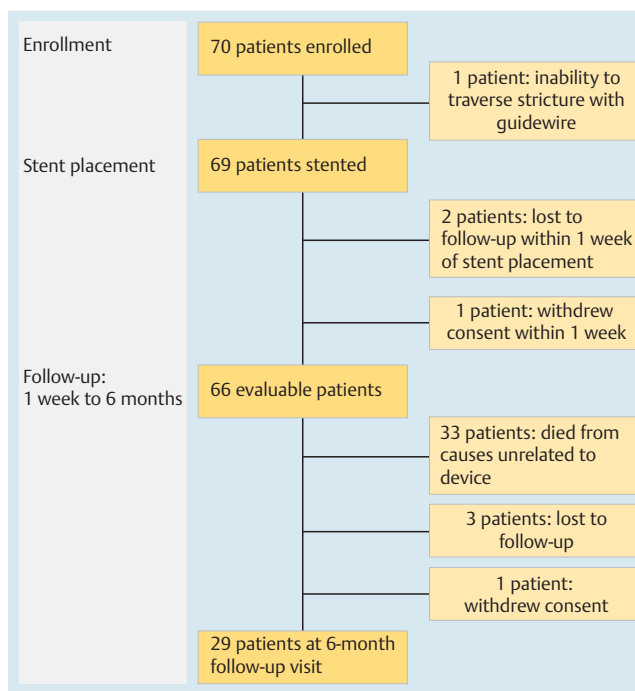 Enrollment
70 patients enrolled
1 patient: inability to
traverse stricture with
guidewire
Stent placement
69 patients stented
2 patients: lost to
follow-up within 1 week
of stent placement
1 patient: withdrew
consent within 1 week
Follow-up:
1 week to 6 months
66 evaluable patients
33 patients: died from
causes unrelated to
device
3 patients: lost to
follow-up
1 patient:
withdrew consent
29 patients at 6-month
follow-up visit